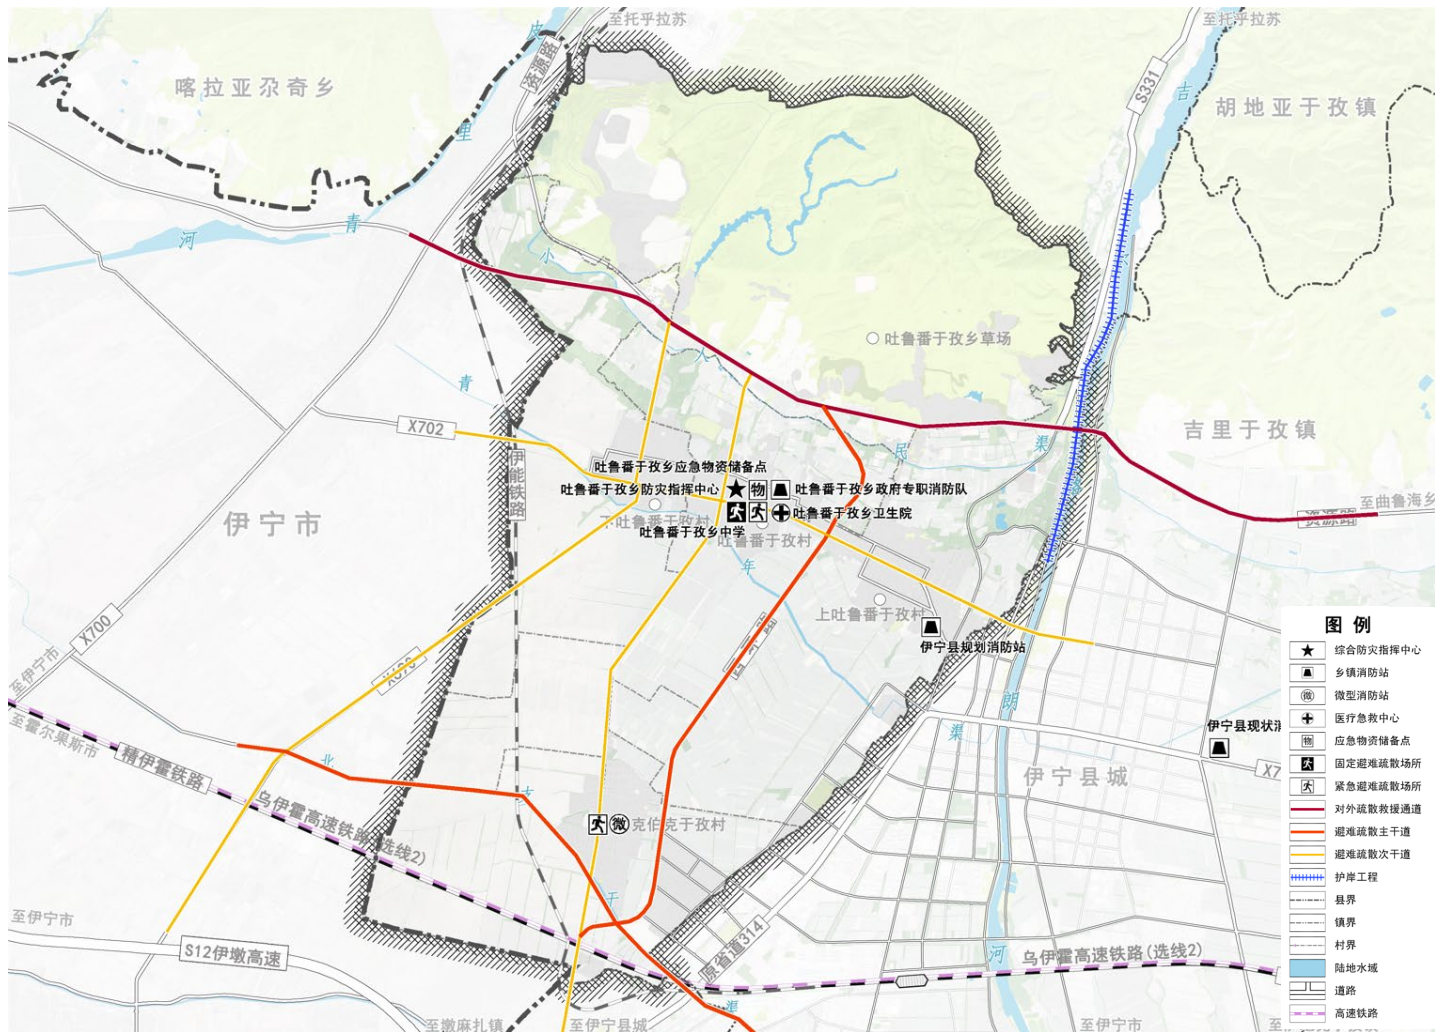 至托乎拉苏
至托乎拉苏
皮
资源路
喀拉亚尕奇乡
S331
吉
胡地亚于孜镇
里
青
河
小
吐鲁番于孜乡草场
人
青
X702
民
渠
吉里于孜镇
伊能铁路
吐鲁番于孜乡应急物资储备点
吐鲁番于孜乡防灾指挥中心
物
吐鲁番于孜乡政府专职消防队
至曲鲁海乡
资源路
伊宁市
下吐鲁番于孜村
吐鲁番于孜乡卫生院
吐鲁番于孜乡中学
吐鲁番于孜村
年
上吐鲁番于孜村
伊宁县规划消防站
X700
至伊宁市
朗
渠
伊宁县现状消
至霍尔果斯市
精伊霍铁路
北
X7
伊宁县城
乌伊霍高速铁路(选线2)
支
微
克伯克于孜村
干
至伊宁市
S12伊墩高速
原省道314
河
乌伊霍高速铁路(选线2)
渠
至墩麻扎镇
至伊宁县城
至伊宁市
图例
综合防灾指挥中心
乡镇消防站
微
微型消防站
医疗急救中心
物
应急物资储备点
固定避难疏散场所
紧急避难疏散场所
对外疏散救援通道
避难疏散主干道
避难疏散次干道
护岸工程
县界
镇界
村界
陆地水域
道路
高速铁路